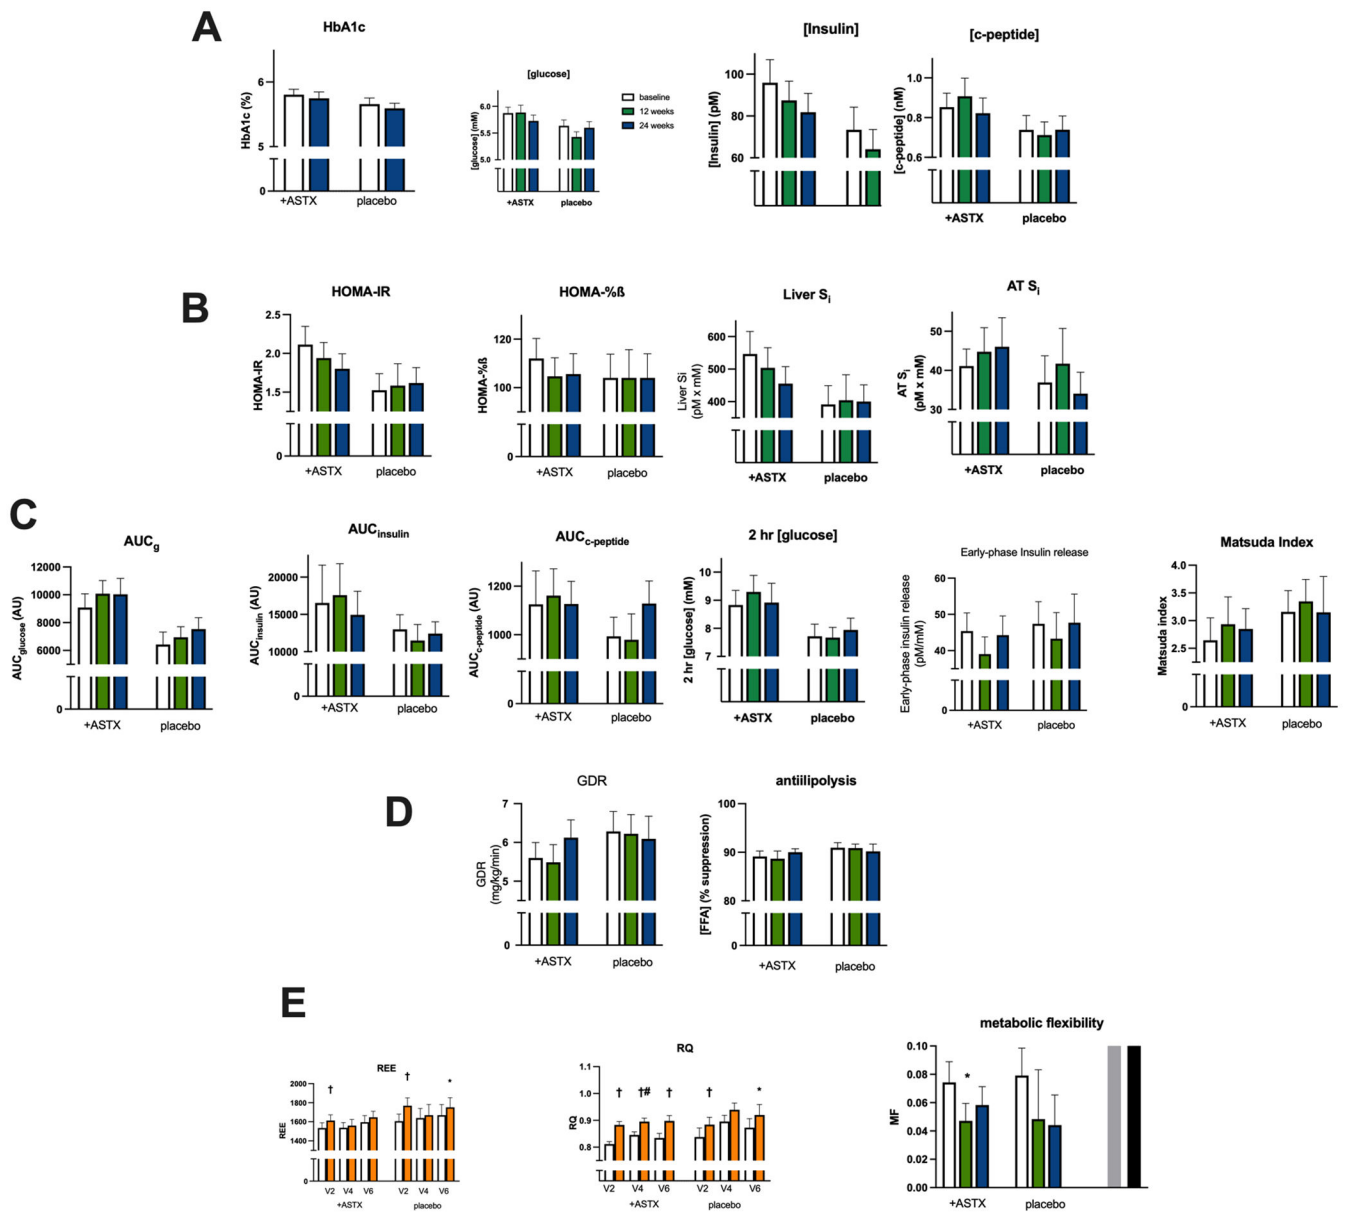 A
HbA1c
HbA1c (%)
6
5
0
+ASTX placebo
[glucose]
[glucose] (mM)
6.0
5.5
5.0
+ASTX placebo
baseline
12 weeks
24 weeks
[Insulin]
[Insulin] (pM)
100
80
60
[c-peptide]
[c-peptide] (nM)
1.0
0.8
0.6
+ASTX placebo
B
HOMA-IR
HOMA-IR
2.5
2.0
1.5
0
+ASTX placebo
HOMA-%ß
HOMA-%ß
120
100
0
+ASTX placebo
Liver Si
Liver Si
(pM x mM)
600
500
400
+ASTX placebo
AT Si
AT Si
(pM x mM)
50
40
30
+ASTX placebo
C
AUCg
AUCglucose (AU)
12000
10000
8000
6000
0
+ASTX placebo
AUCinsulin
AUCinsulin (AU)
20000
15000
10000
0
+ASTX placebo
AUCc-peptide
AUCc-peptide (AU)
1200
1000
0
+ASTX placebo
2 hr [glucose]
2 hr [glucose] (mM)
10
9
8
7
0
+ASTX placebo
Early-phase Insulin release
Early-phase insulin release
(pM/mM)
60
40
0
+ASTX placebo
Matsuda Index
Matsuda index
4.0
3.5
3.0
2.5
0
+ASTX placebo
D
GDR
GDR
(mg/kg/min)
7
6
5
0
+ASTX placebo
antiilipolysis
[FFA] (% suppression)
100
90
80
0
+ASTX placebo
E
REE
REE
2000
1800
1600
1400
0
† † *
V2 V4 V6 V2 V4 V6
+ASTX placebo
RQ
RQ
1.1
1.0
0.9
0.8
0
† †# † † *
V2 V4 V6 V2 V4 V6
+ASTX placebo
metabolic flexibility
MF
0.10
0.08
0.06
0.04
0.02
0.00
*
+ASTX placebo